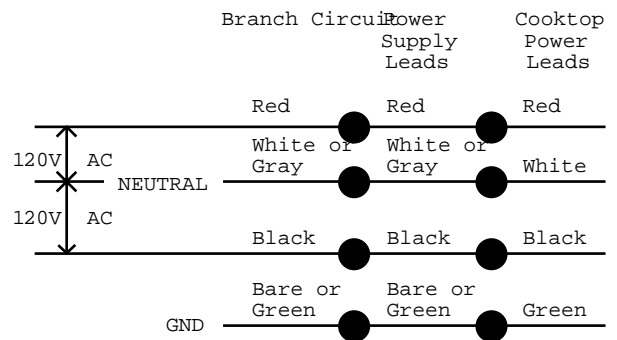 Branch Circuit Power Supply Leads Cooktop Power Leads
Red Red Red
White or Gray White or Gray White
120V AC
NEUTRAL
120V AC
Black Black Black
Bare or Green Bare or Green Green
GND